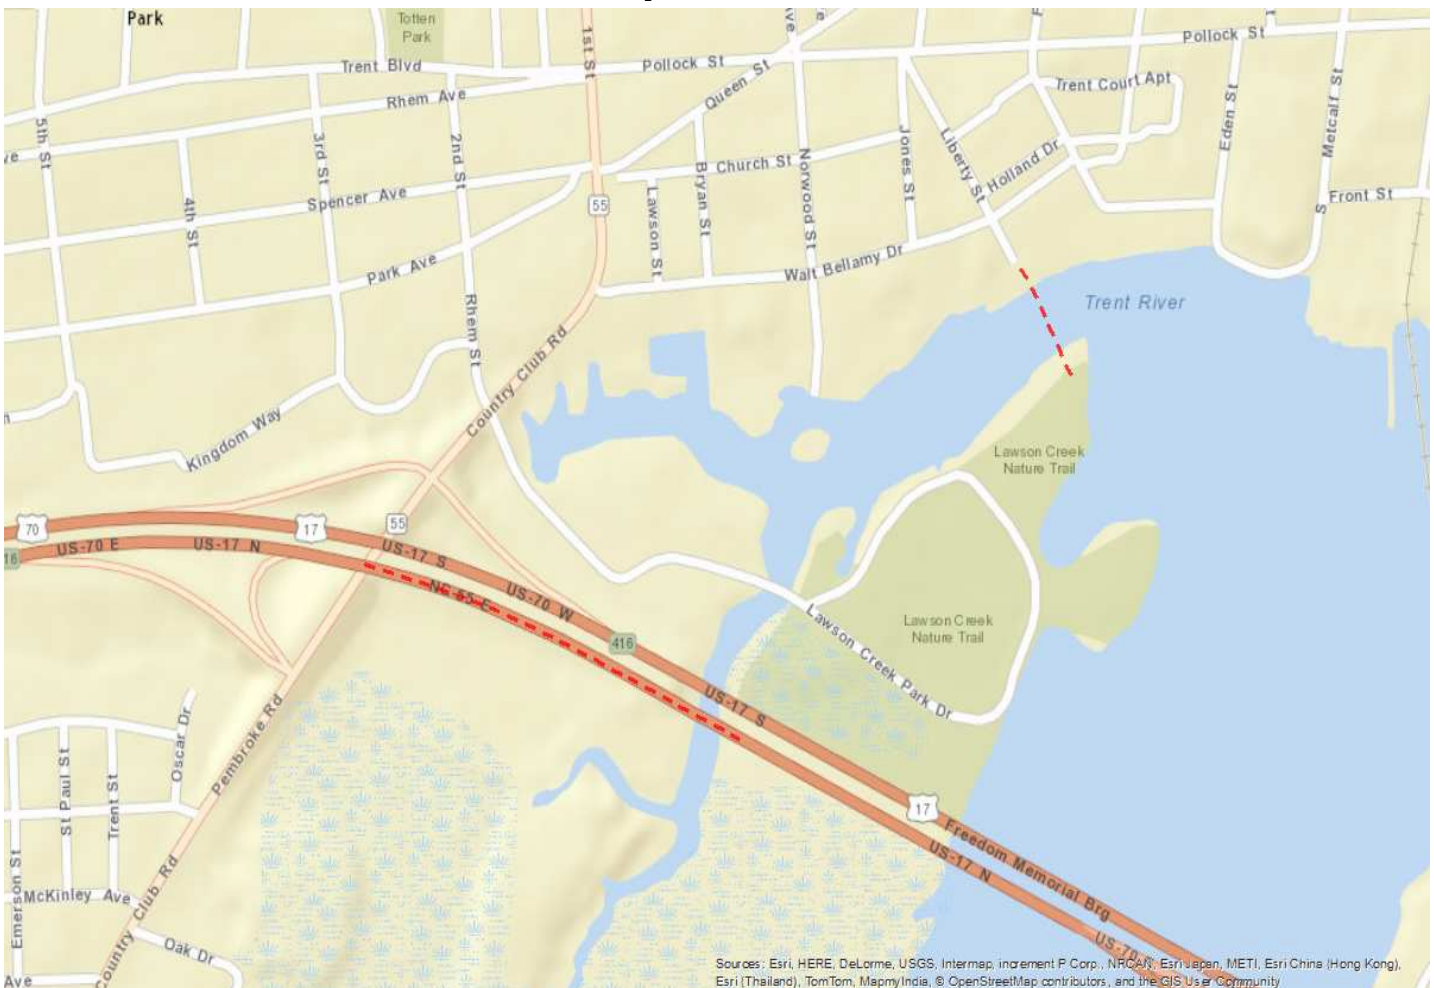 Park
Totten
Park
Ave
1st St
Pollock St
Trent Blvd
Pollock St
Queen St
Trent Court Apt
Rhem Ave
5th St
3rd St
2nd St
Eden St
Metcalf St
Church St
Jones St
Liberty St
Holland Dr
Spencer Ave
4th St
55
Lawson St
Bryan St
Norwood St
S Front St
Park Ave
Walt Bellamy Dr
Trent River
Rhem St
Country Club Rd
Kingdom Way
Lawson Creek
Nature Trail
70
17
55
16
US-70 E
US-17 N
US-17 S
NC 55 E
US-70 W
416
Lawson Creek
Nature Trail
Lawson Creek Park Dr
US-17 S
Oscar Dr
Pembroke Rd
St Paul St
Trent St
17
Freedom Memorial Brg
US-17 N
Emerson St
McKinley Ave
Country Club Rd
Oak Dr
US-70
Ave
Sources: Esri, HERE, DeLorme, USGS, Intermap, increment P Corp., NRCAN, Esri Japan, METI, Esri China (Hong Kong),
Esri (Thailand), TomTom, MapmyIndia, © OpenStreetMap contributors, and the GIS User Community